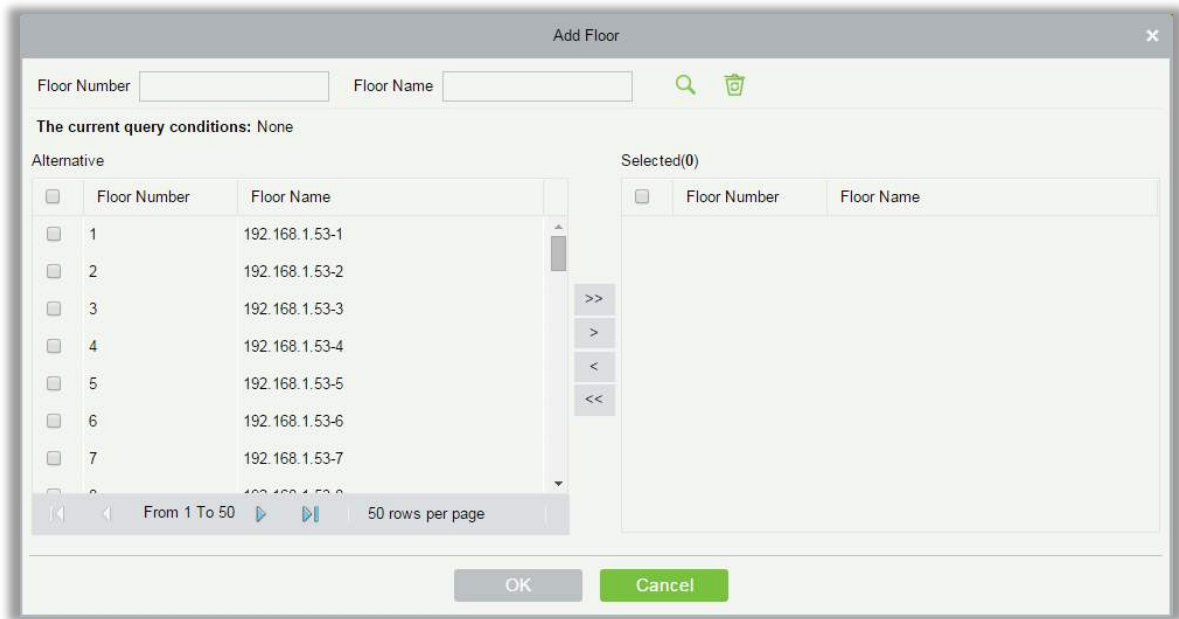 Add Floor
Floor Number Floor Name
The current query conditions: None
Alternative Selected(0)
Floor Number Floor Name Floor Number Floor Name
1 192.168.1.53-1
2 192.168.1.53-2
3 192.168.1.53-3
>>
4 192.168.1.53-4
>
5 192.168.1.53-5
<
6 192.168.1.53-6
<<
7 192.168.1.53-7
From 1 To 50 50 rows per page
OK Cancel